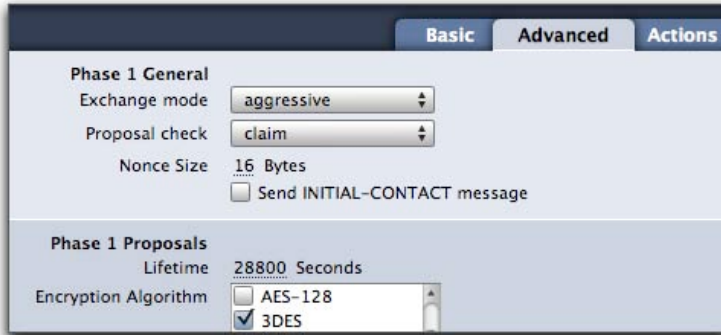 Basic Advanced Actions
Phase 1 General
Exchange mode aggressive
Proposal check claim
Nonce Size 16 Bytes
Send INITIAL-CONTACT message
Phase 1 Proposals
Lifetime 28800 Seconds
Encryption Algorithm AES-128
3DES